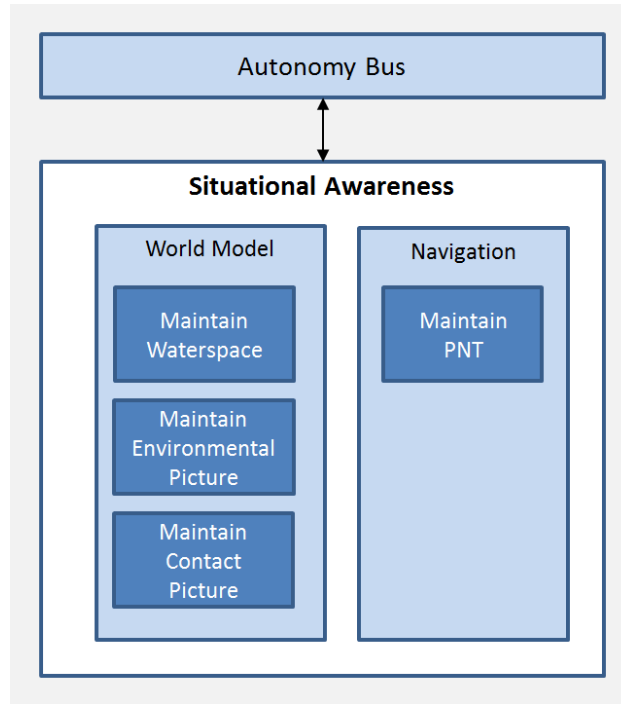 Autonomy Bus
Situational Awareness
World Model
Maintain
Waterspace
Maintain
Environmental
Picture
Maintain
Contact
Picture
Navigation
Maintain
PNT